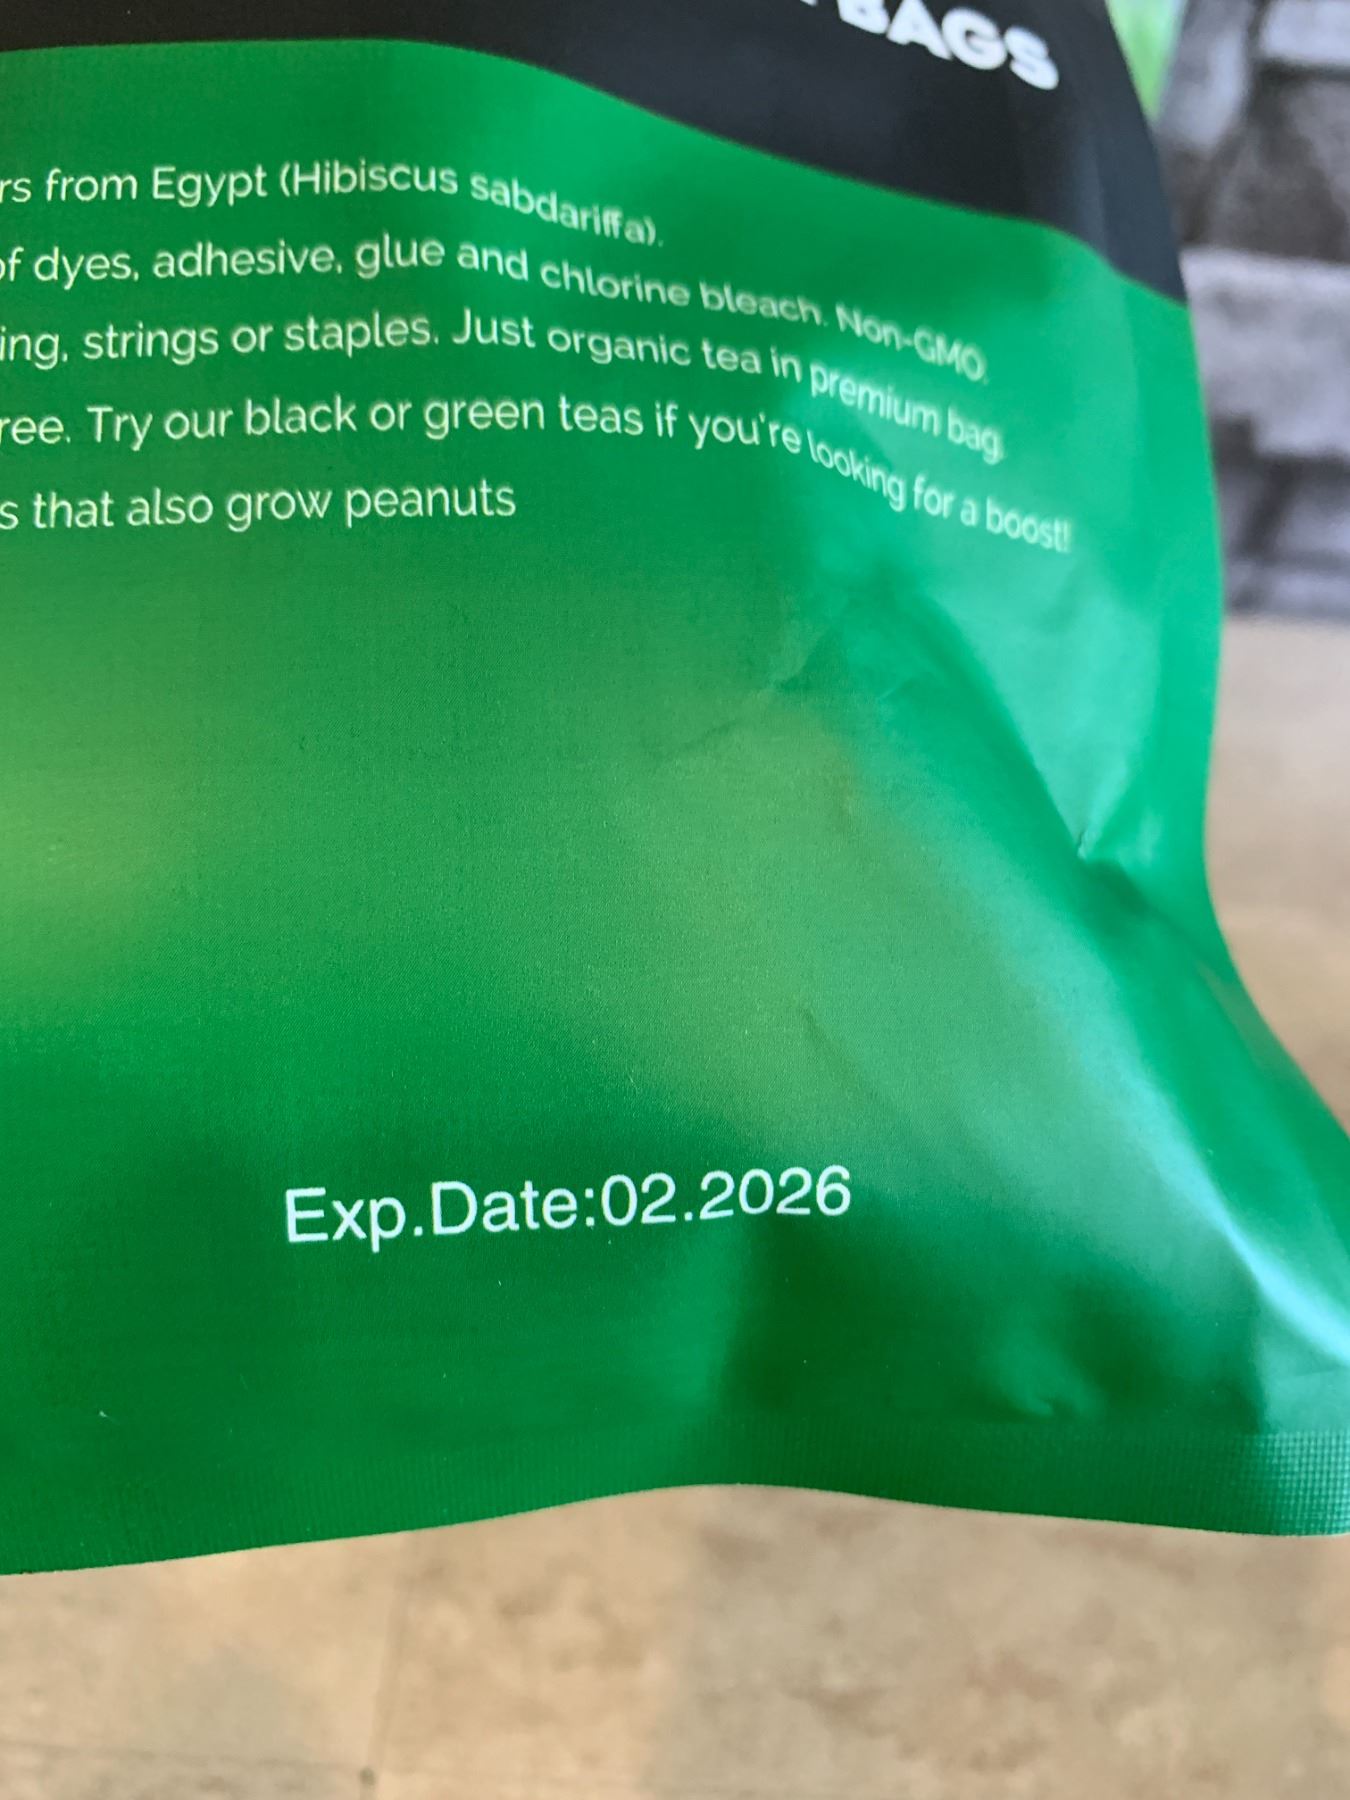 BAGS
rs from Egypt (Hibiscus sabdariffa).
of dyes, adhesive, glue and chlorine bleach. Non-GMO.
ing, strings or staples. Just organic tea in premium bag.
ree. Try our black or green teas if you're looking for a boost!
s that also grow peanuts
Exp.Date:02.2026